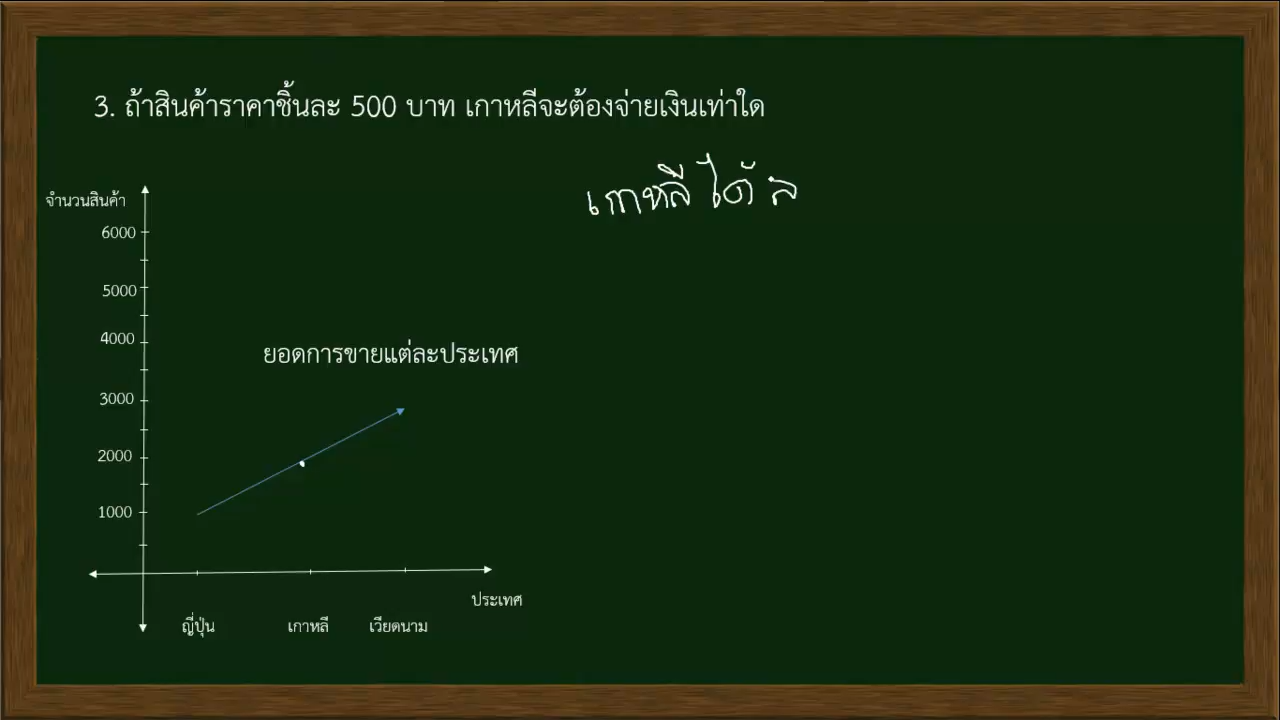 3. ถ้าสินค้าราคาชิ้นละ 500 บาท เกาหลีจะต้องจ่ายเงินเท่าใด
เกาหลี ได้ ล
จำนวนสินค้า
6000
5000
4000
ยอดการขายแต่ละประเทศ
3000
2000
1000
ประเทศ
ญี่ปุ่น เกาหลี เวียดนาม